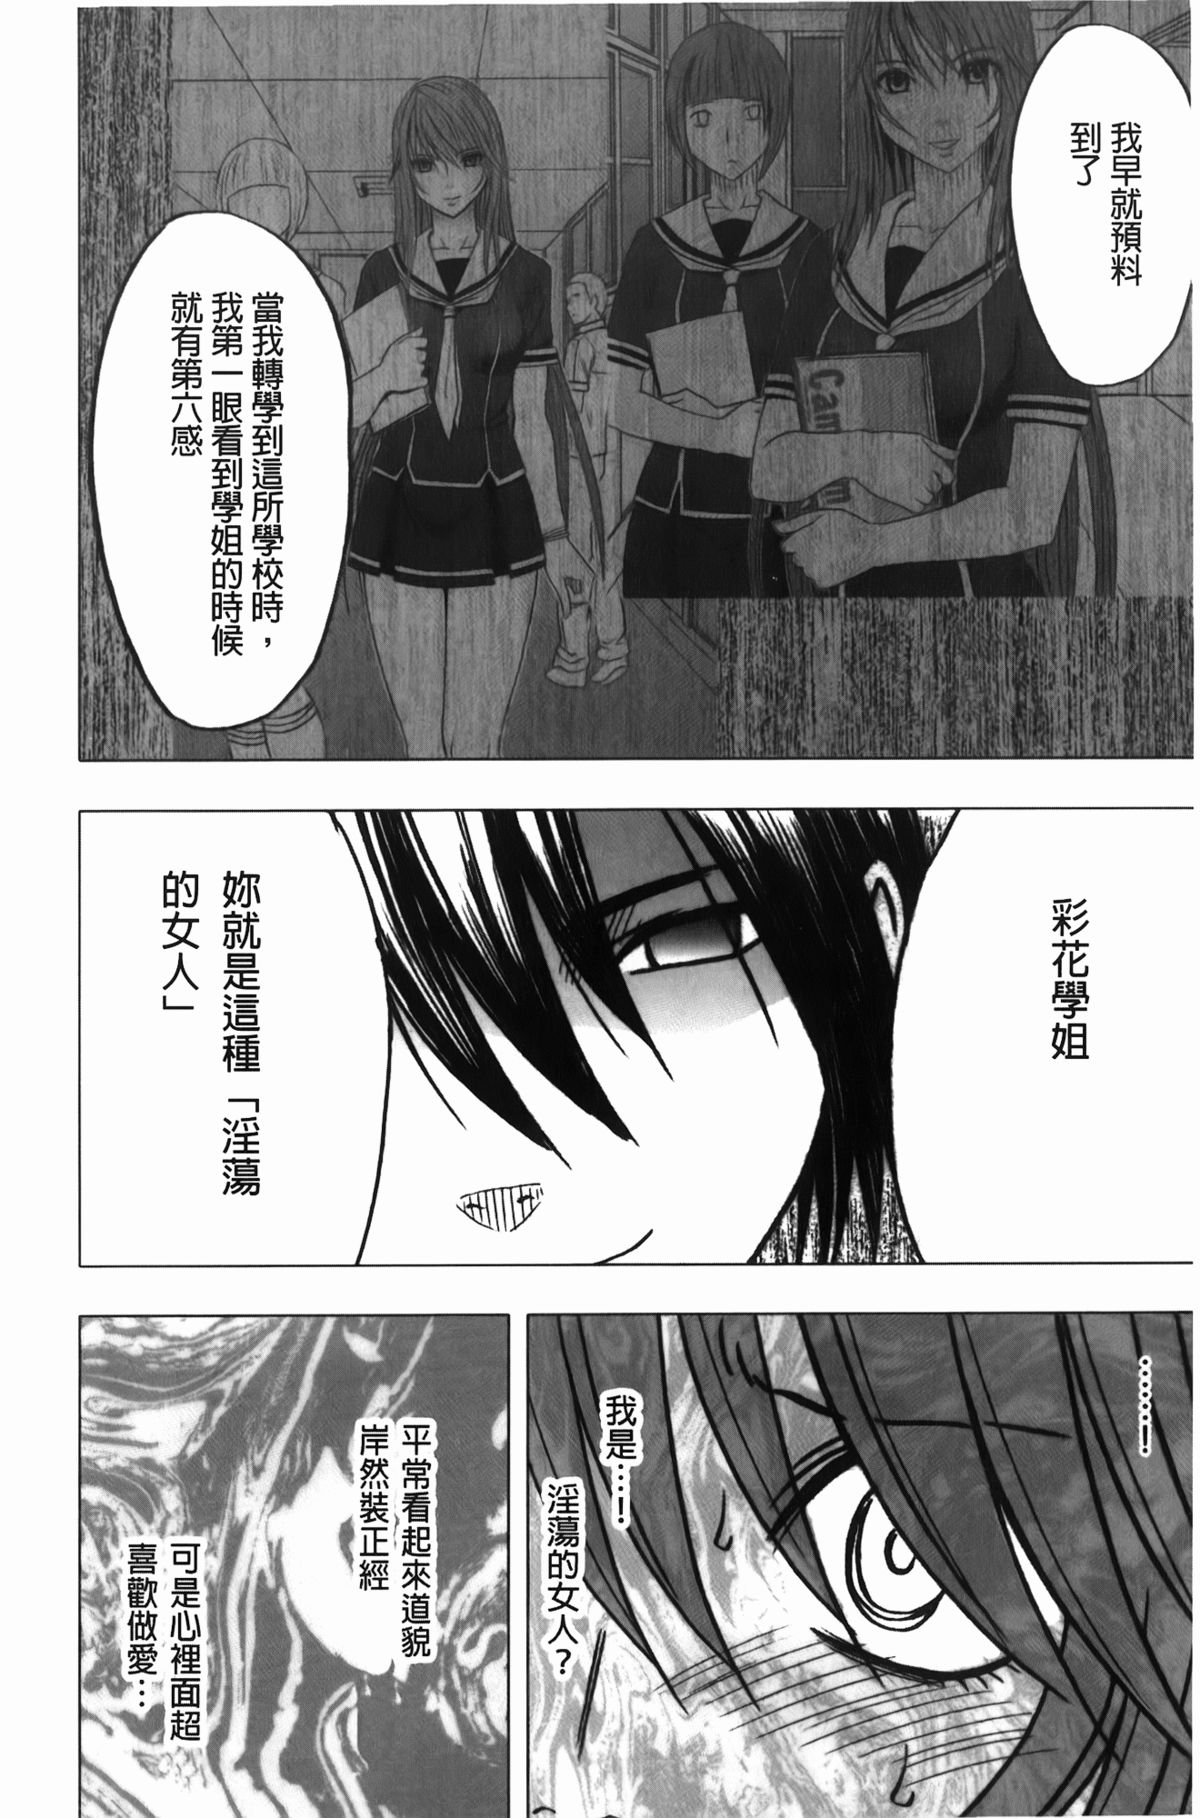 我早就預料
到了
Cam
m
當我轉學到這所學校時，
我第一眼看到學姐的時候
就有第六感
彩花學姐
妳就是這種「淫蕩
的女人」
……!
我是…!
淫蕩的女人?
平常看起來道貌
岸然裝正經
可是心裡面超
喜歡做愛…